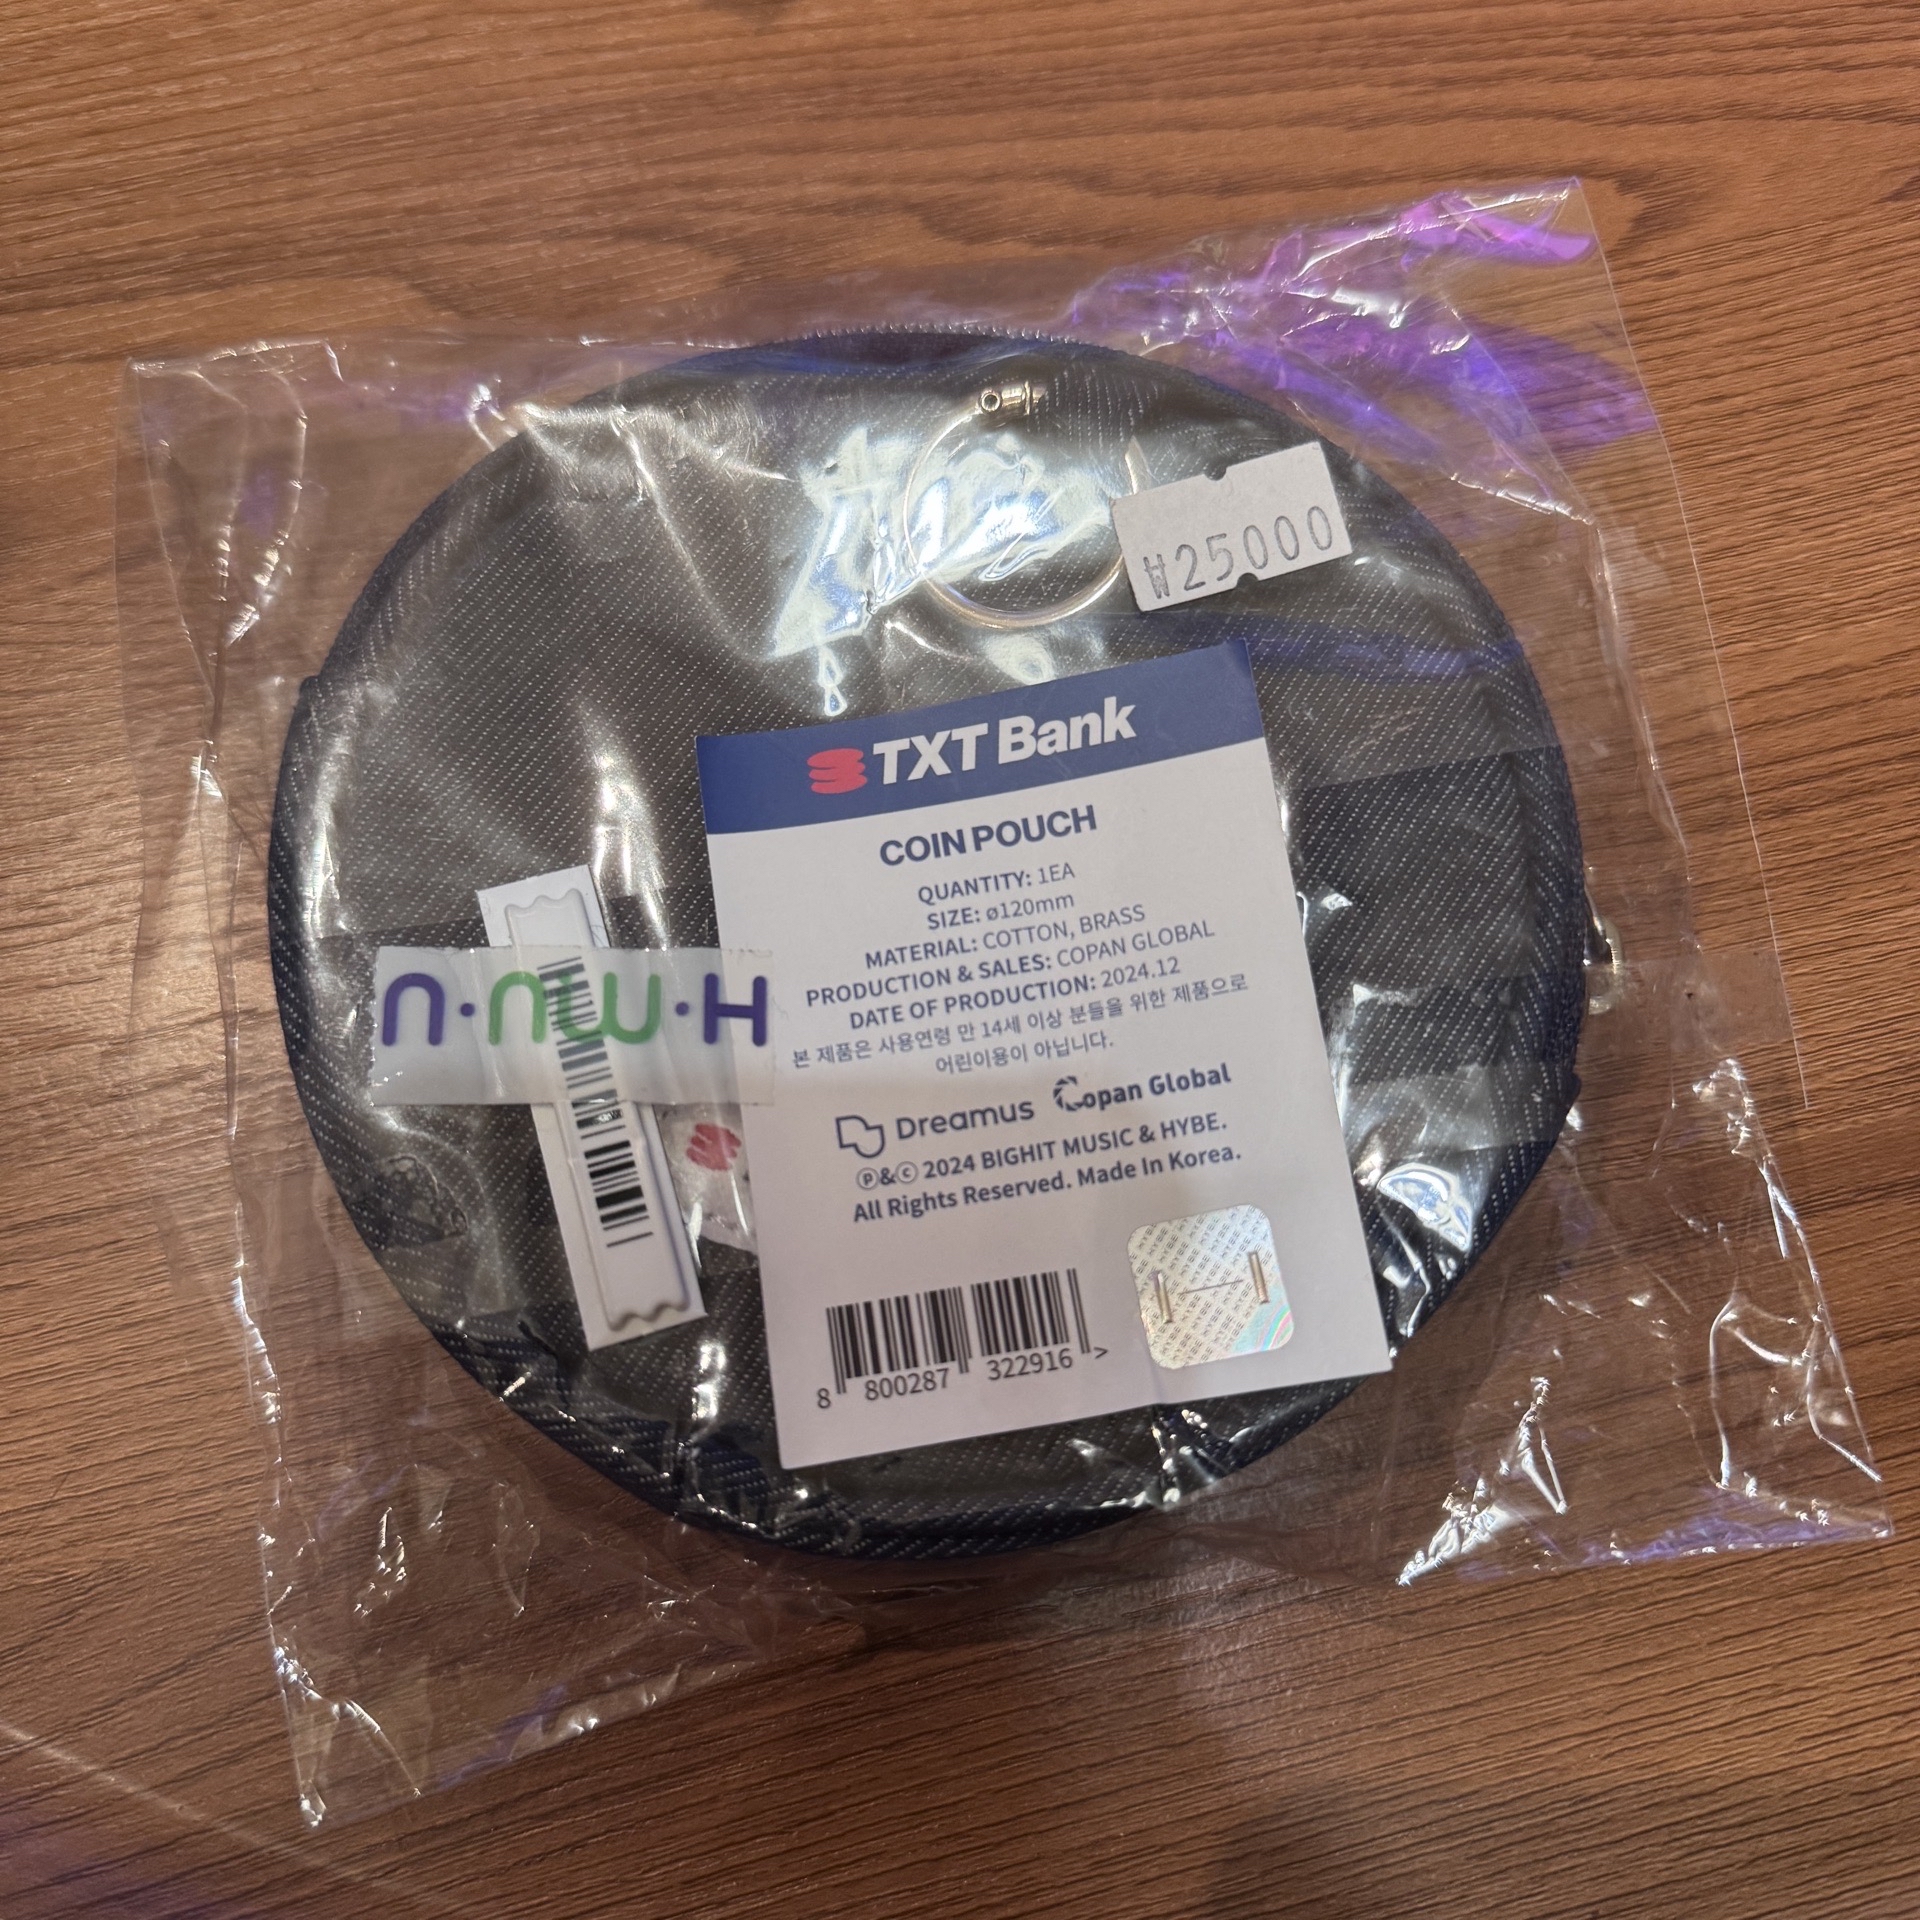 ₩25000
TXT Bank
COIN POUCH
QUANTITY: 1EA
SIZE: ø120mm
MATERIAL: COTTON, BRASS
PRODUCTION & SALES: COPAN GLOBAL
DATE OF PRODUCTION: 2024.12
본 제품은 사용연령 만 14세 이상 분들을 위한 제품으로
어린이용이 아닙니다.
Dreamus Copan Global
Ⓟ&ⓒ 2024 BIGHIT MUSIC & HYBE.
All Rights Reserved. Made In Korea.
8 800287 322916 >